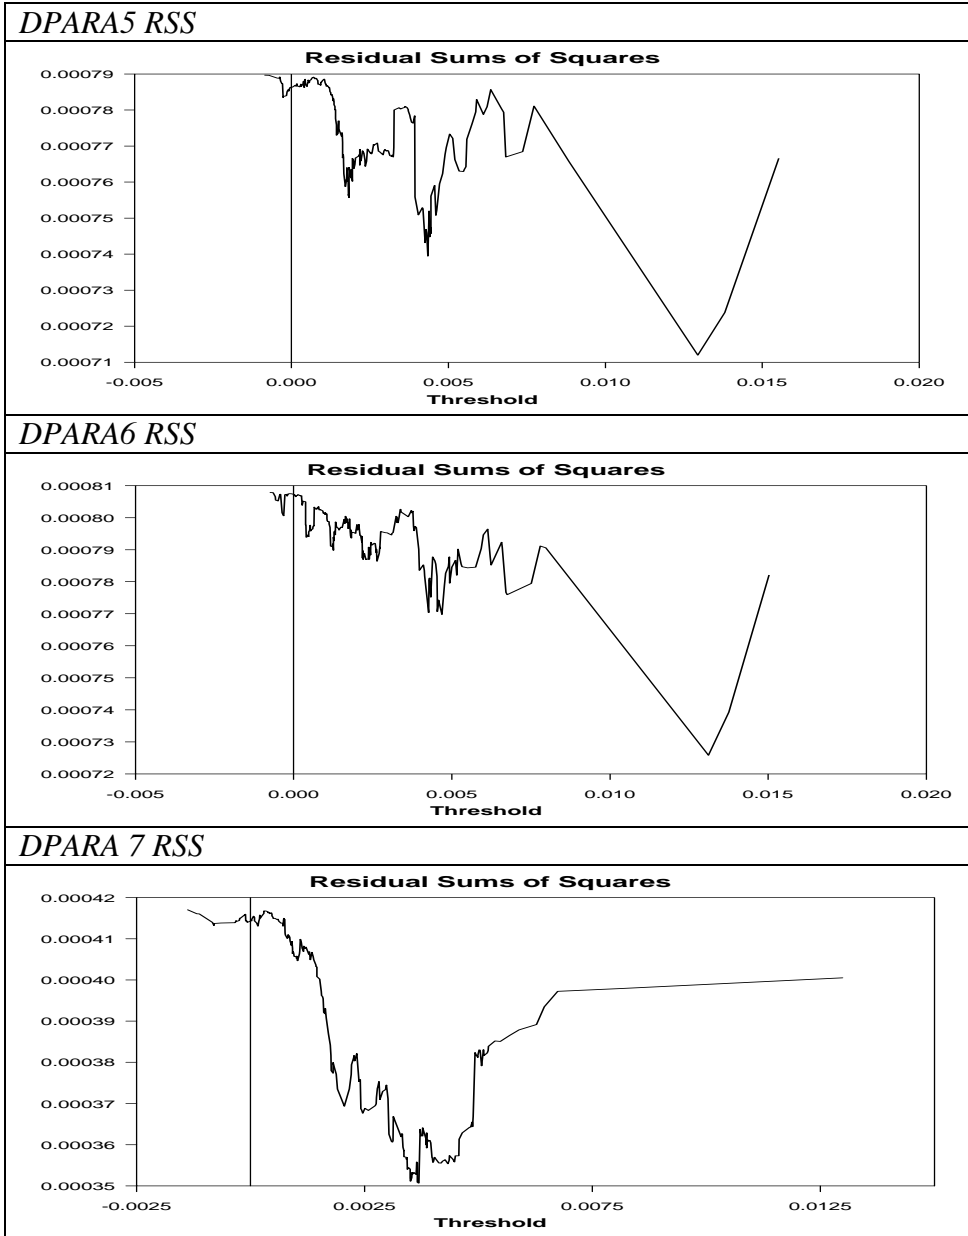 DPARA5 RSS
Residual Sums of Squares
0.00079
0.00078
0.00077
0.00076
0.00075
0.00074
0.00073
0.00072
0.00071
-0.005 0.000 0.005 0.010 0.015 0.020
Threshold
DPARA6 RSS
Residual Sums of Squares
0.00081
0.00080
0.00079
0.00078
0.00077
0.00076
0.00075
0.00074
0.00073
0.00072
-0.005 0.000 0.005 0.010 0.015 0.020
Threshold
DPARA 7 RSS
Residual Sums of Squares
0.00042
0.00041
0.00040
0.00039
0.00038
0.00037
0.00036
0.00035
-0.0025 0.0025 0.0075 0.0125
Threshold